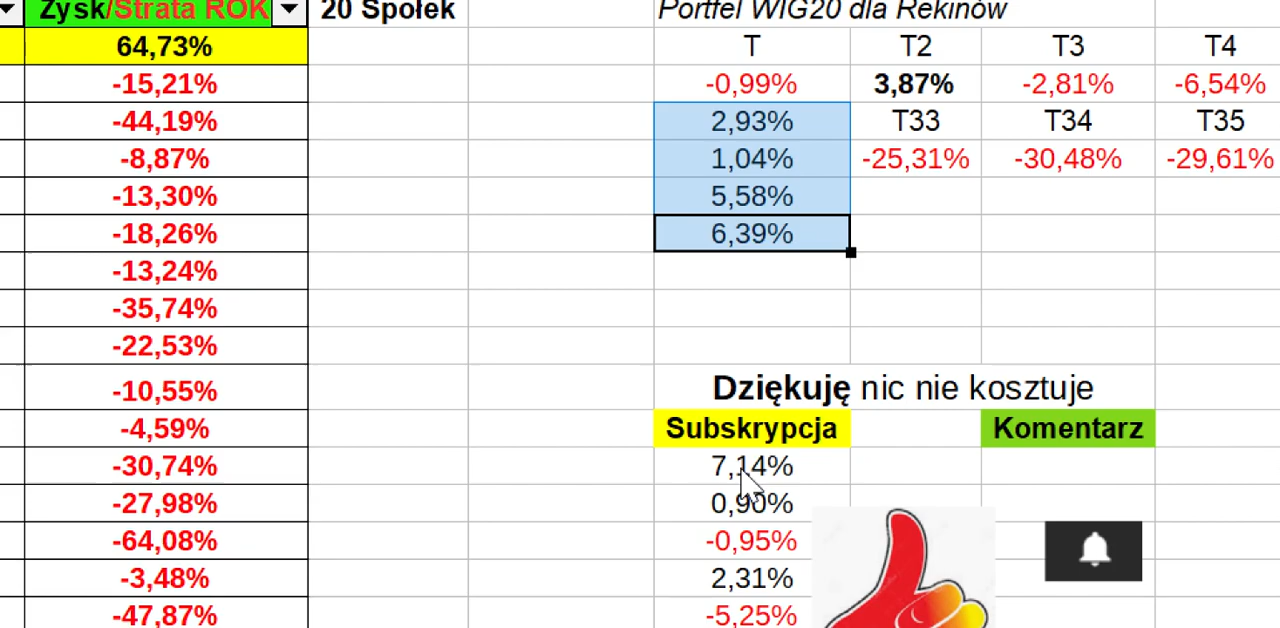 Zysk/Strata ROK 20 Spółek Portfel WIG20 dla Rekinów
64,73% T T2 T3 T4
-15,21% -0,99% 3,87% -2,81% -6,54%
-44,19% 2,93% T33 T34 T35
-8,87% 1,04% -25,31% -30,48% -29,61%
-13,30% 5,58%
-18,26% 6,39%
-13,24%
-35,74%
-22,53%
-10,55% Dziękuję nic nie kosztuje
-4,59% Subskrypcja Komentarz
-30,74% 7,14%
-27,98% 0,90%
-64,08% -0,95%
-3,48% 2,31%
-47,87% -5,25%